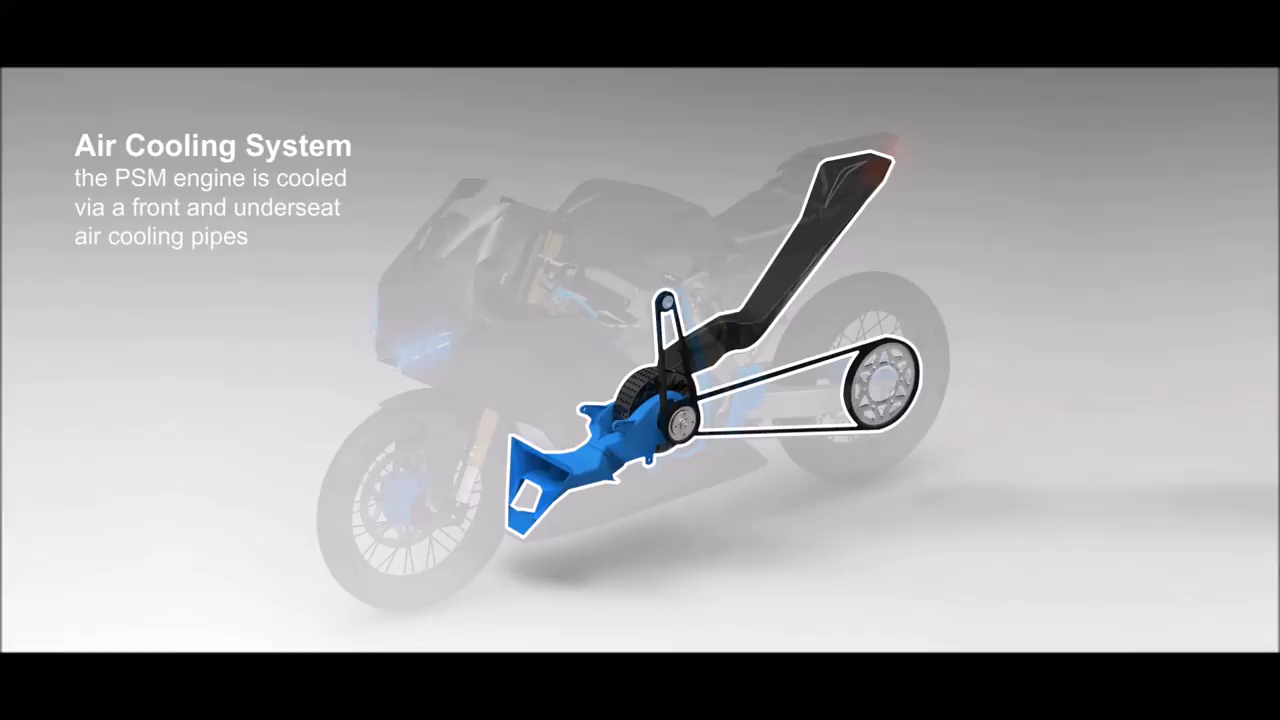 Air Cooling System
the PSM engine is cooled
via a front and underseat
air cooling pipes